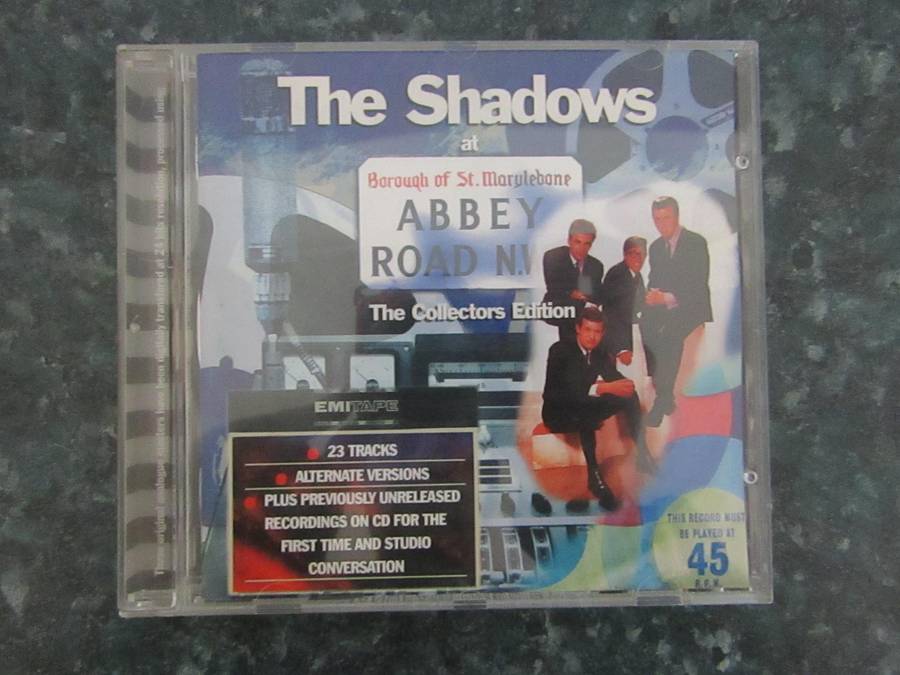 The Shadows
at
Borough of St. Marylebone
ABBEY
ROAD N.W
The Collectors Edition
EMITAPE
23 TRACKS
ALTERNATE VERSIONS
PLUS PREVIOUSLY UNRELEASED
RECORDINGS ON CD FOR THE
FIRST TIME AND STUDIO
CONVERSATION
THIS RECORD MUST
BE PLAYED AT
45
R.P.M.